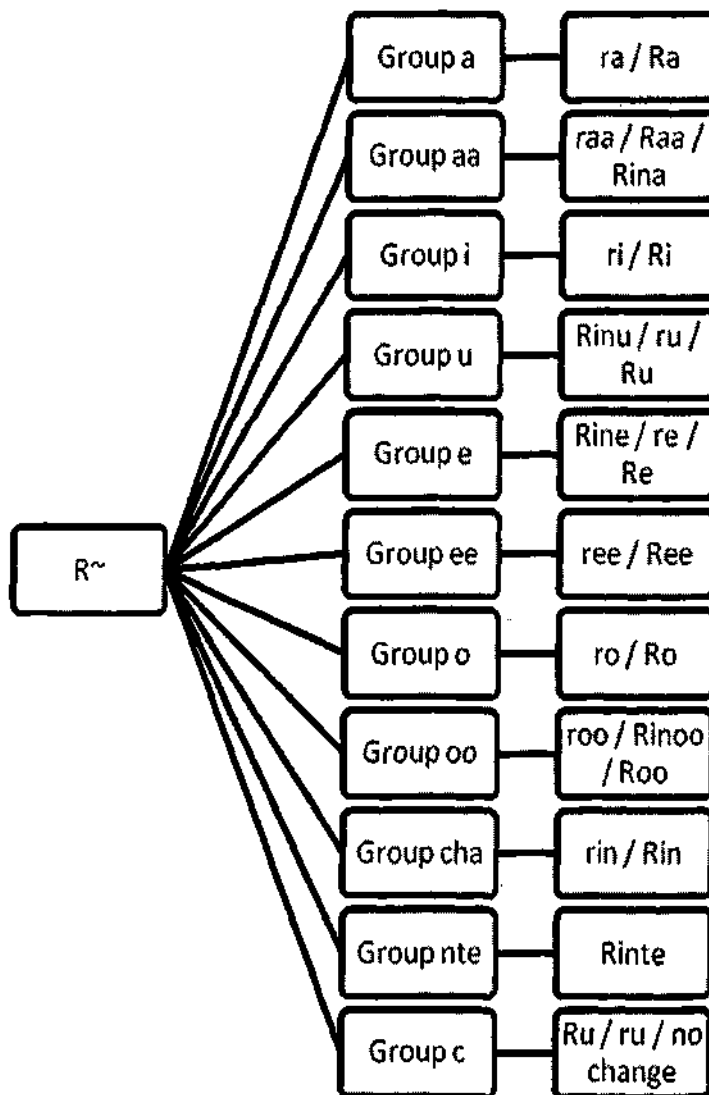 R~
Group a
ra / Ra
Group aa
raa / Raa /
Rina
Group i
ri / Ri
Group u
Rinu / ru /
Ru
Group e
Rine / re /
Re
Group ee
ree / Ree
Group o
ro / Ro
Group oo
roo / Rinoo
/ Roo
Group cha
rin / Rin
Group nte
Rinte
Group c
Ru / ru / no
change